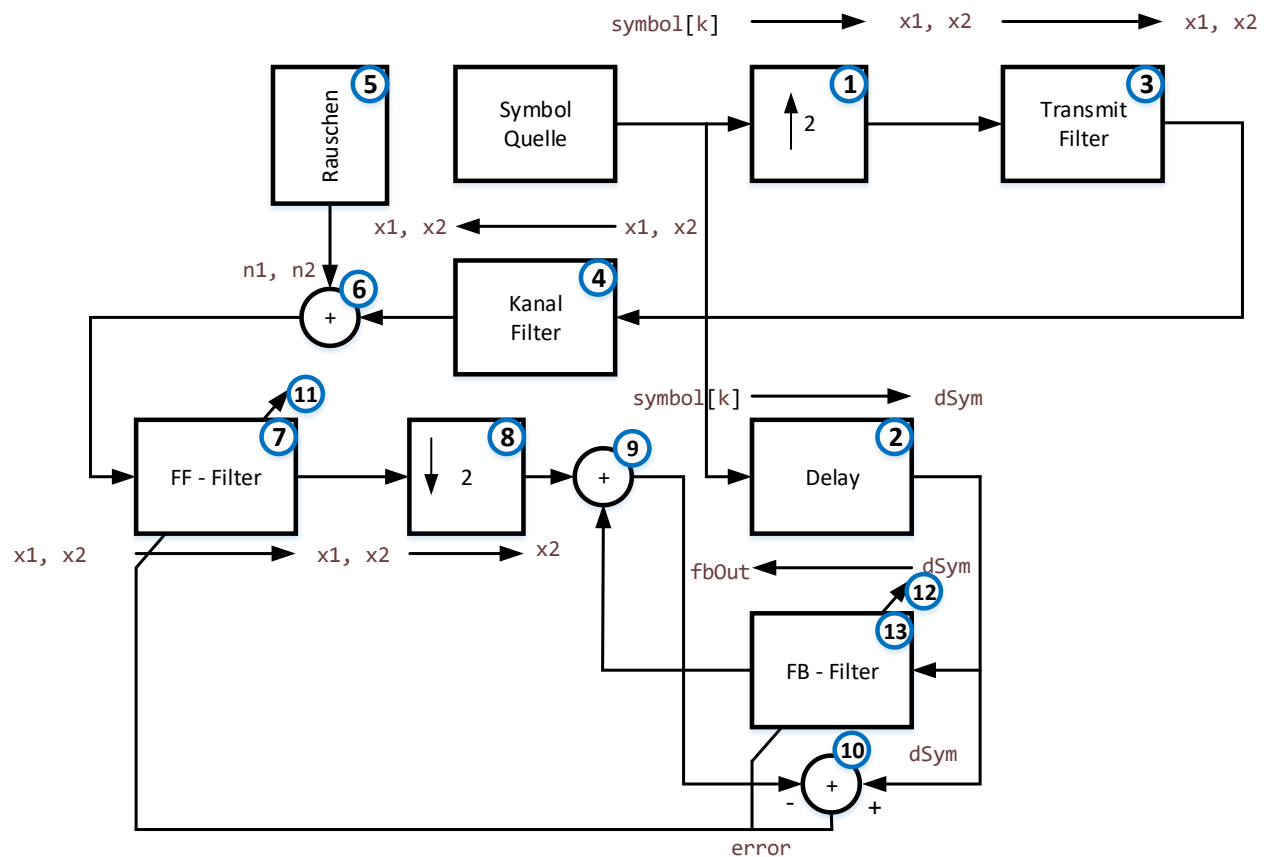 symbol[k]
x1, x2
x1, x2
5
Rauschen
Symbol
Quelle
1
2
3
Transmit
Filter
x1, x2
x1, x2
n1, n2
6
+
4
Kanal
Filter
11
symbol[k]
dSym
7
FF - Filter
8
2
9
+
2
Delay
x1, x2
x1, x2
x2
fbOut
dSym
12
13
FB - Filter
10
+
-
+
dSym
error